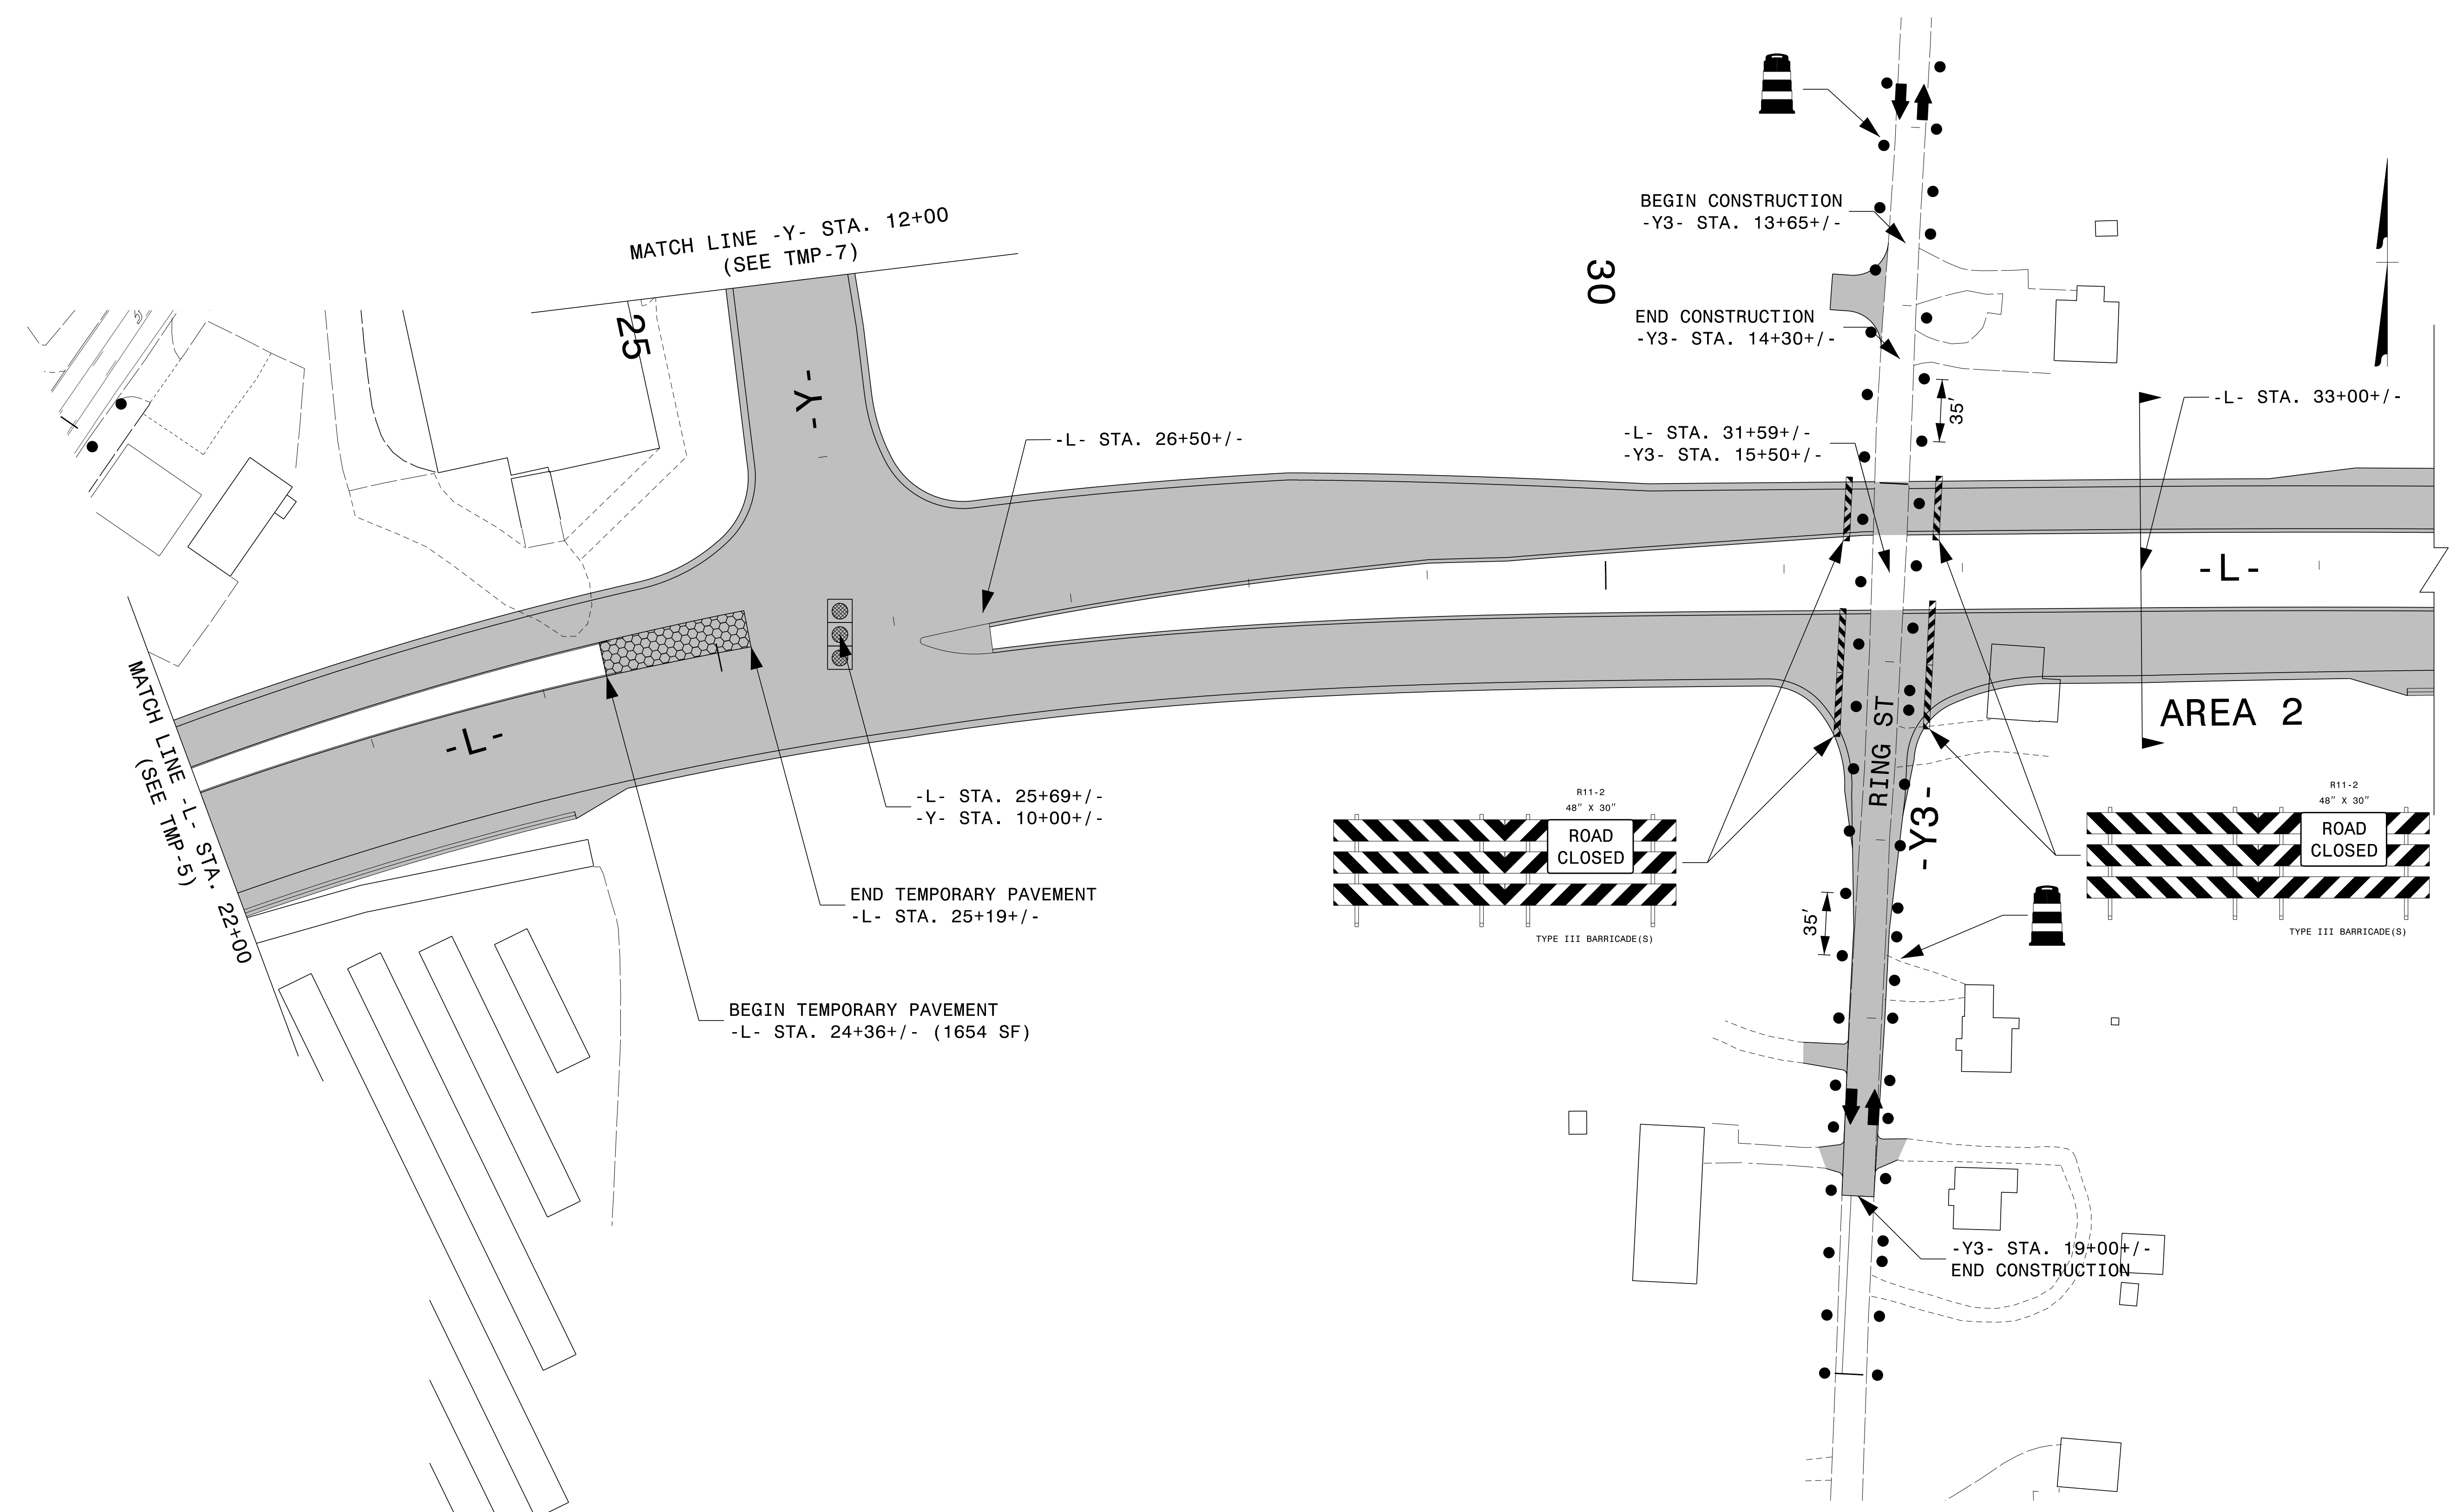 BEGIN CONSTRUCTION
-Y3- STA. 13+65+/-
MATCH LINE -Y- STA. 12+00
(SEE TMP-7)
30
25
END CONSTRUCTION
-Y3- STA. 14+30+/-
-Y-
35'
-L- STA. 33+00+/-
-L- STA. 26+50+/-
-L- STA. 31+59+/-
-Y3- STA. 15+50+/-
-L-
AREA 2
MATCH LINE -L- STA. 22+00
(SEE TMP-5)
-L-
RING ST
-Y3-
-L- STA. 25+69+/-
-Y- STA. 10+00+/-
R11-2
48" X 30"
ROAD
CLOSED
TYPE III BARRICADE(S)
R11-2
48" X 30"
ROAD
CLOSED
TYPE III BARRICADE(S)
END TEMPORARY PAVEMENT
-L- STA. 25+19+/-
35'
BEGIN TEMPORARY PAVEMENT
-L- STA. 24+36+/- (1654 SF)
-Y3- STA. 19+00+/-
END CONSTRUCTION